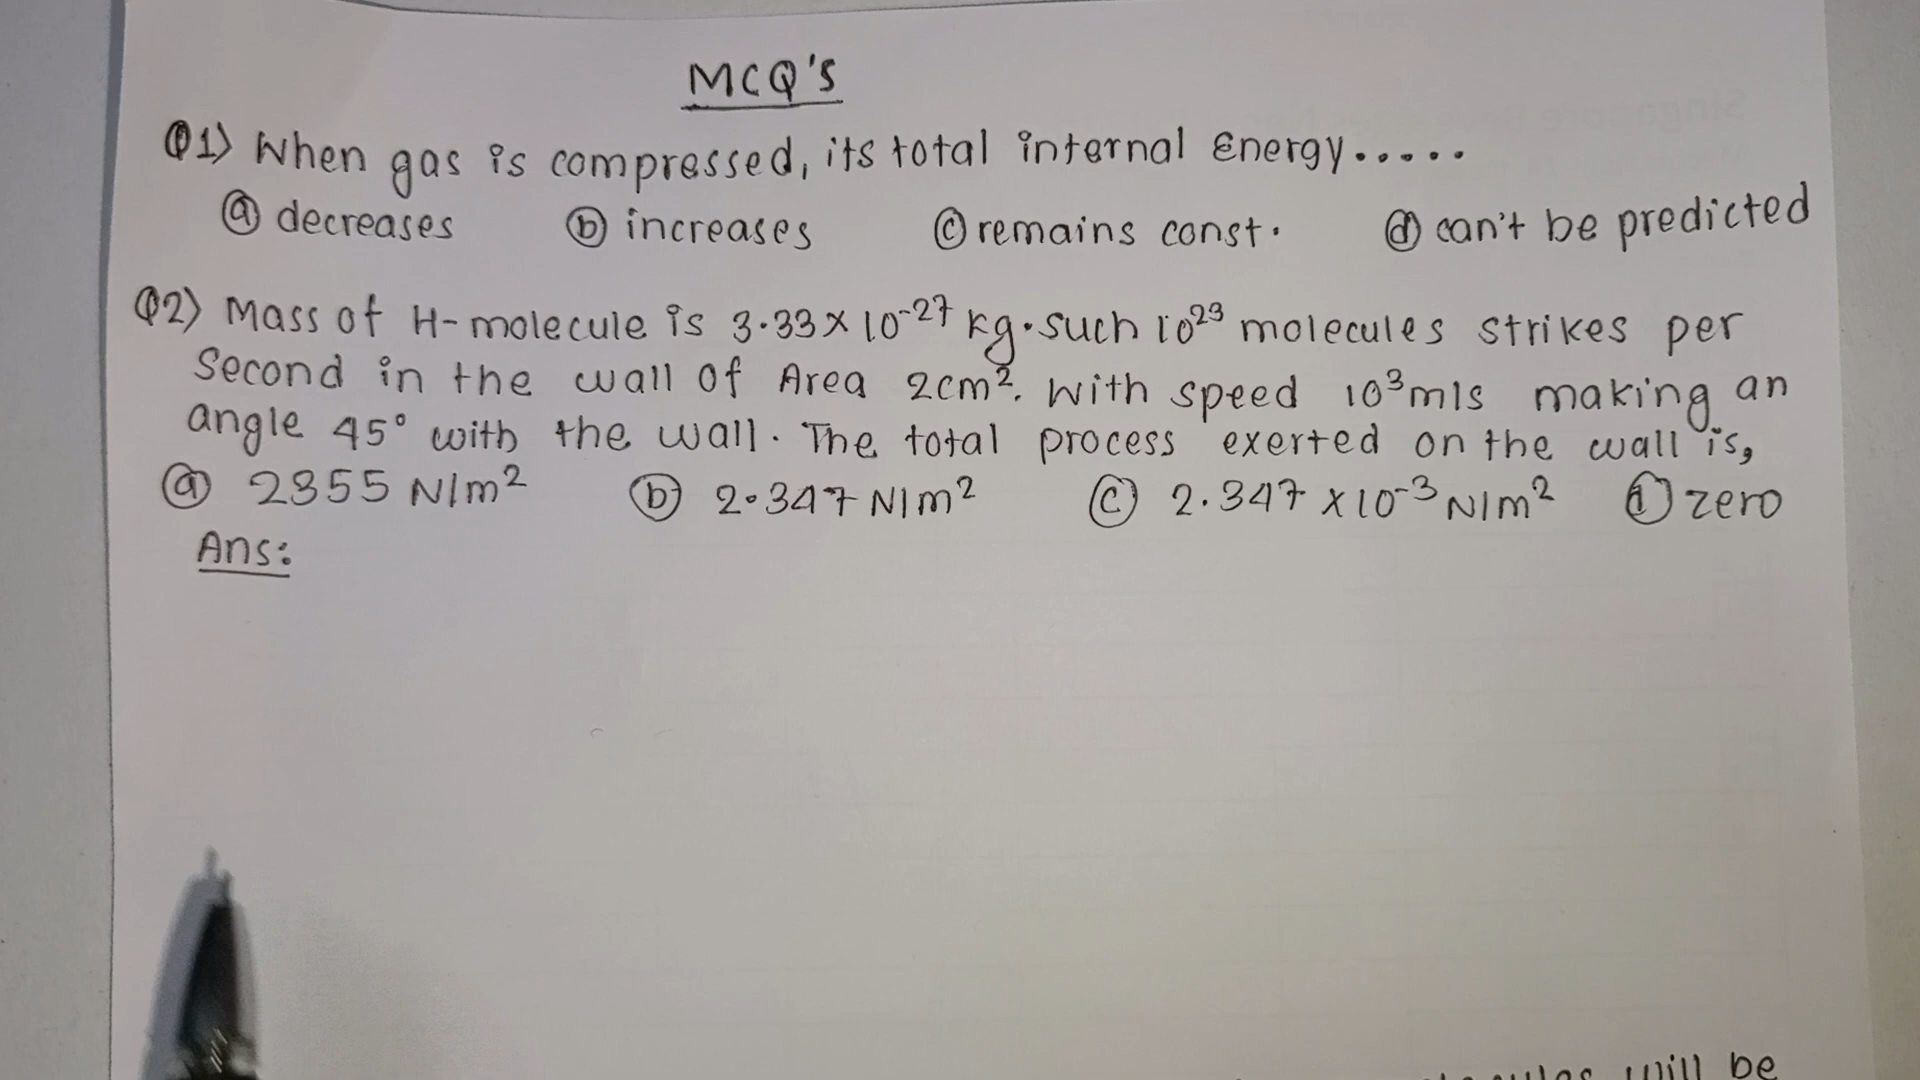 MCQ's
Q1) When gas is compressed, its total internal Energy.....
ⓐ decreases ⓑ increases ⓒ remains const. ⓓ can't be predicted
Q2) Mass of H-molecule is 3.33 x 10⁻²⁷ kg. such 10²³ molecules strikes per
Second in the wall of Area 2cm². With speed 10³ m/s making an
angle 45° with the wall. The total process exerted on the wall is,
ⓐ 2355 N/m² ⓑ 2.347 N/m² ⓒ 2.347 x 10⁻³ N/m² ⓓ zero
Ans:
will be